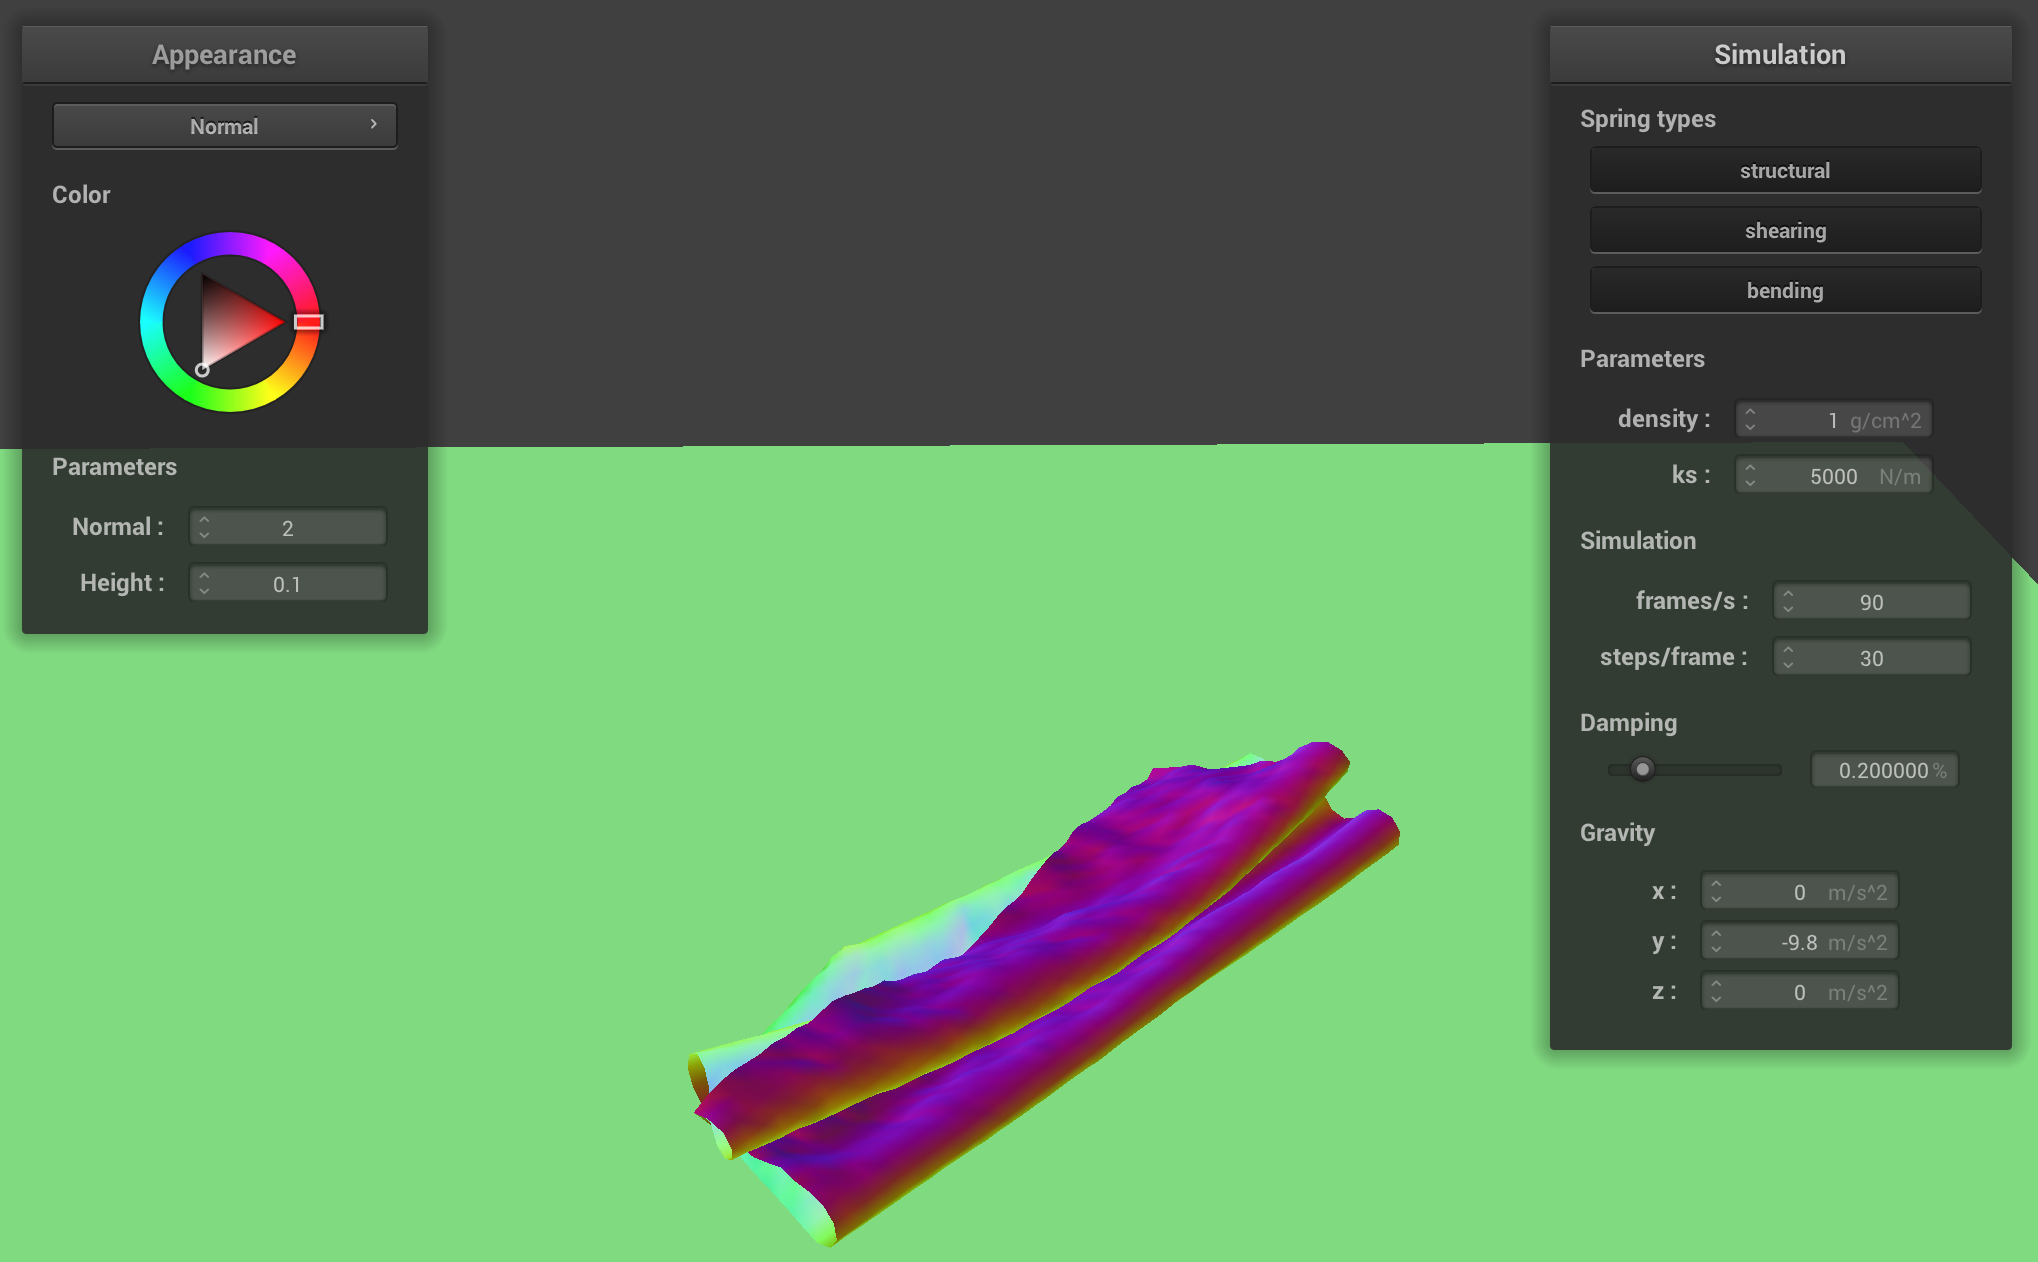 Appearance
Normal
Color
Parameters
Normal : 2
Height : 0.1
Simulation
Spring types
structural
shearing
bending
Parameters
density : 1 g/cm^2
ks : 5000 N/m
Simulation
frames/s : 90
steps/frame : 30
Damping
0.200000 %
Gravity
x : 0 m/s^2
y : -9.8 m/s^2
z : 0 m/s^2